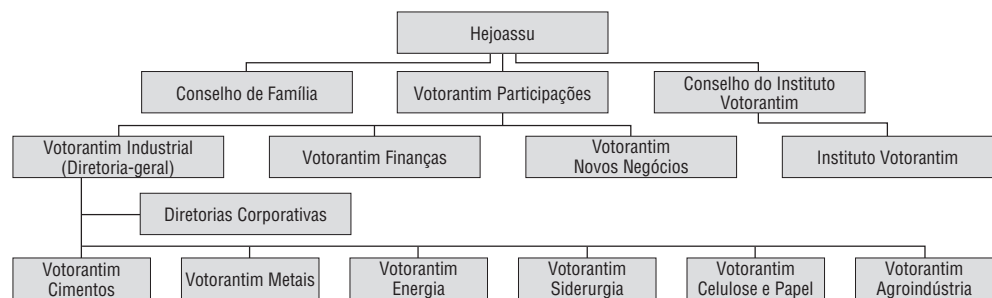 Hejoassu
Conselho de Família
Votorantim Participações
Conselho do Instituto
Votorantim
Votorantim Industrial
(Diretoria-geral)
Votorantim Finanças
Votorantim
Novos Negócios
Instituto Votorantim
Diretorias Corporativas
Votorantim
Cimentos
Votorantim Metais
Votorantim
Energia
Votorantim
Siderurgia
Votorantim
Celulose e Papel
Votorantim
Agroindústria